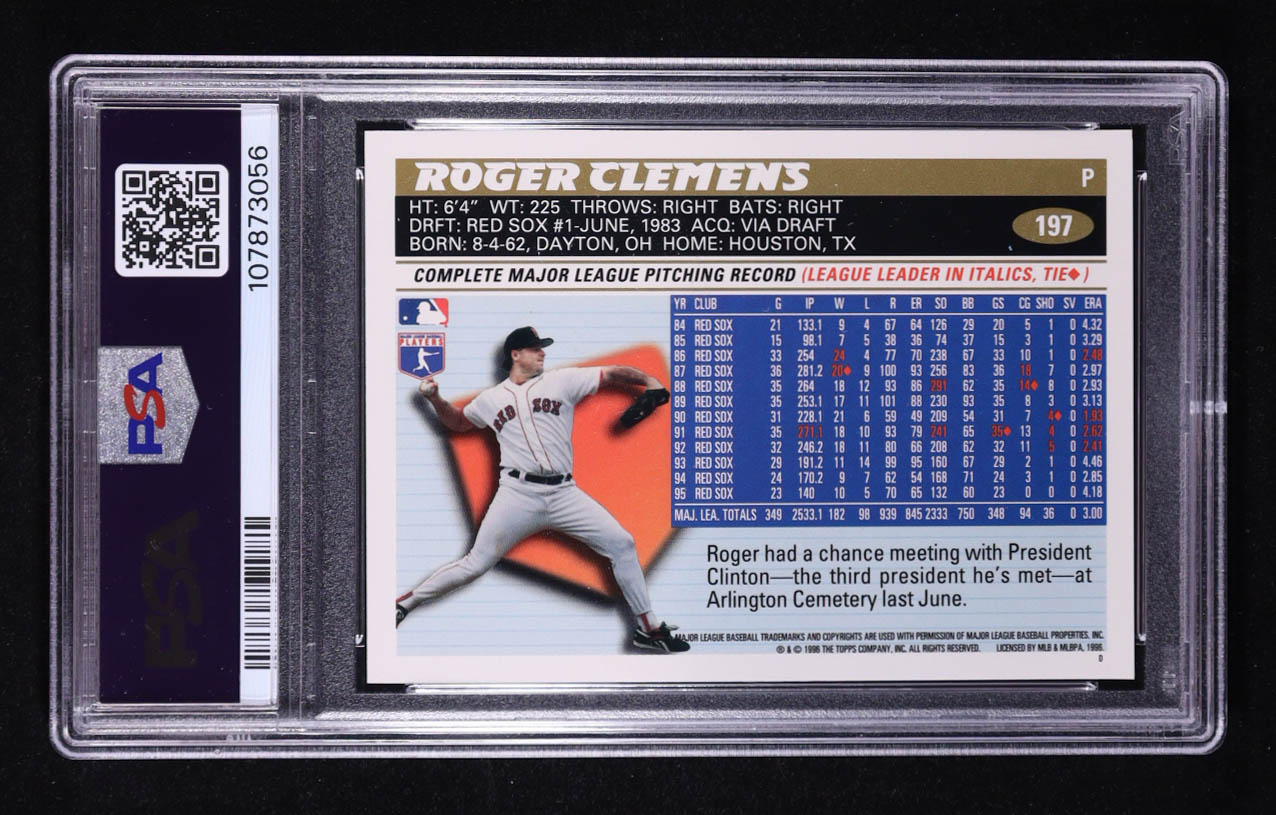 107873056
PSA
PSA
ROGER CLEMENS P
HT: 6'4" WT: 225 THROWS: RIGHT BATS: RIGHT
DRFT: RED SOX #1-JUNE, 1983 ACQ: VIA DRAFT
BORN: 8-4-62, DAYTON, OH HOME: HOUSTON, TX
197
COMPLETE MAJOR LEAGUE PITCHING RECORD (LEAGUE LEADER IN ITALICS, TIE◆)
MAJOR LEAGUE BASEBALL
PLAYERS
RED SOX
YR CLUB G IP W L R ER SO BB GS CG SHO SV ERA
84 RED SOX 21 133.1 9 4 67 64 126 29 20 5 1 0 4.32
85 RED SOX 15 98.1 7 5 38 36 74 37 15 3 1 0 3.29
86 RED SOX 33 254 24 4 77 70 238 67 33 10 1 0 2.48
87 RED SOX 36 281.2 20◆ 9 100 93 256 83 36 18 7 0 2.97
88 RED SOX 35 264 18 12 93 86 291 62 35 14◆ 8 0 2.93
89 RED SOX 35 253.1 17 11 101 88 230 93 35 8 3 0 3.13
90 RED SOX 31 228.1 21 6 59 49 209 54 31 7 4◆ 0 1.93
91 RED SOX 35 271.1 18 10 93 79 241 65 35◆ 13 4 0 2.62
92 RED SOX 32 246.2 18 11 80 66 208 62 32 11 5 0 2.41
93 RED SOX 29 191.2 11 14 99 95 160 67 29 2 1 0 4.46
94 RED SOX 24 170.2 9 7 62 54 168 71 24 3 1 0 2.85
95 RED SOX 23 140 10 5 70 65 132 60 23 0 0 0 4.18
MAJ. LEA. TOTALS 349 2533.1 182 98 939 845 2333 750 348 94 36 0 3.00
Roger had a chance meeting with President
Clinton—the third president he's met—at
Arlington Cemetery last June.
MAJOR LEAGUE BASEBALL TRADEMARKS AND COPYRIGHTS ARE USED WITH PERMISSION OF MAJOR LEAGUE BASEBALL PROPERTIES, INC.
® & © 1996 THE TOPPS COMPANY, INC. ALL RIGHTS RESERVED. LICENSED BY MLB & MLBPA, 1996.
D